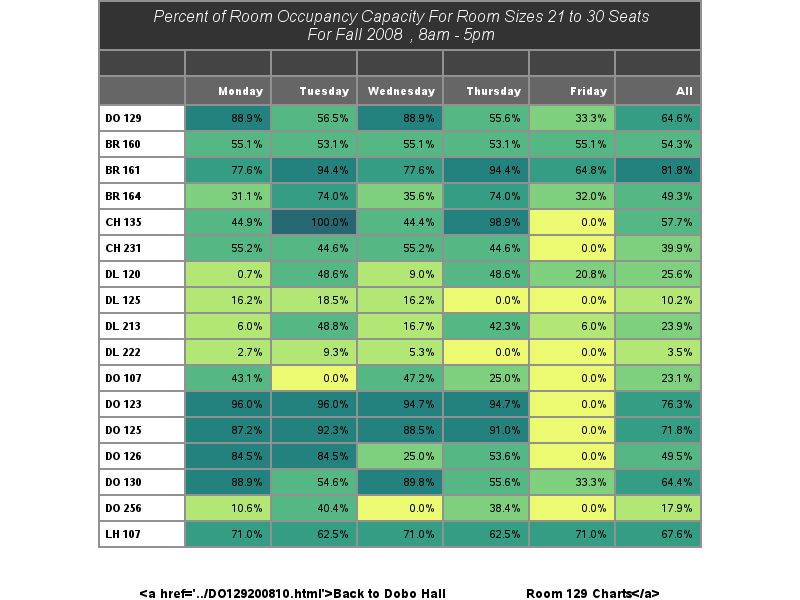 Percent of Room Occupancy Capacity For Room Sizes 21 to 30 Seats
For Fall 2008 , 8am - 5pm
Monday Tuesday Wednesday Thursday Friday All
DO 129 88.9% 56.5% 88.9% 55.6% 33.3% 64.6%
BR 160 55.1% 53.1% 55.1% 53.1% 55.1% 54.3%
BR 161 77.6% 94.4% 77.6% 94.4% 64.8% 81.8%
BR 164 31.1% 74.0% 35.6% 74.0% 32.0% 49.3%
CH 135 44.9% 100.0% 44.4% 98.9% 0.0% 57.7%
CH 231 55.2% 44.6% 55.2% 44.6% 0.0% 39.9%
DL 120 0.7% 48.6% 9.0% 48.6% 20.8% 25.6%
DL 125 16.2% 18.5% 16.2% 0.0% 0.0% 10.2%
DL 213 6.0% 48.8% 16.7% 42.3% 6.0% 23.9%
DL 222 2.7% 9.3% 5.3% 0.0% 0.0% 3.5%
DO 107 43.1% 0.0% 47.2% 25.0% 0.0% 23.1%
DO 123 96.0% 96.0% 94.7% 94.7% 0.0% 76.3%
DO 125 87.2% 92.3% 88.5% 91.0% 0.0% 71.8%
DO 126 84.5% 84.5% 25.0% 53.6% 0.0% 49.5%
DO 130 88.9% 54.6% 89.8% 55.6% 33.3% 64.4%
DO 256 10.6% 40.4% 0.0% 38.4% 0.0% 17.9%
LH 107 71.0% 62.5% 71.0% 62.5% 71.0% 67.6%
<a href='../DO129200810.html'>Back to Dobo Hall Room 129 Charts</a>